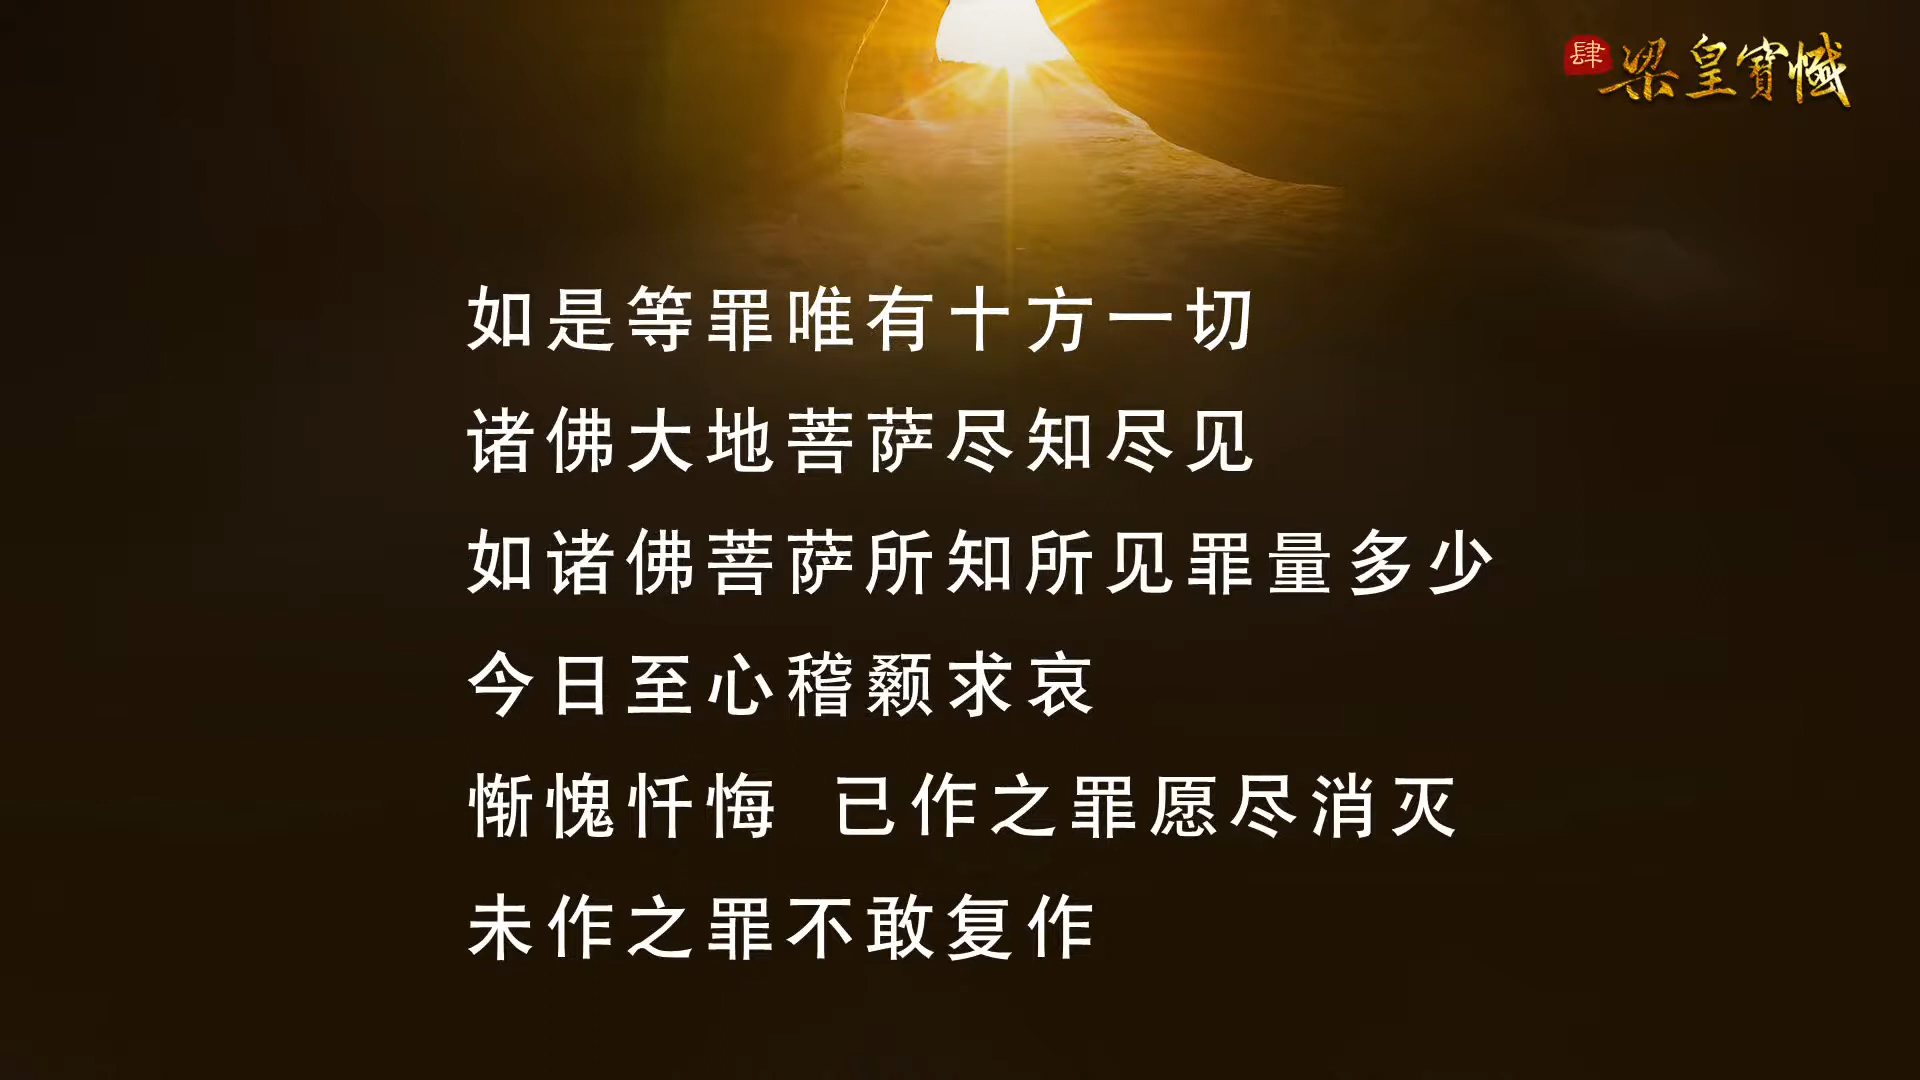 肆 梁皇寶懺
如是等罪唯有十方一切
诸佛大地菩萨尽知尽见
如诸佛菩萨所知所见罪量多少
今日至心稽颡求哀
惭愧忏悔 已作之罪愿尽消灭
未作之罪不敢复作